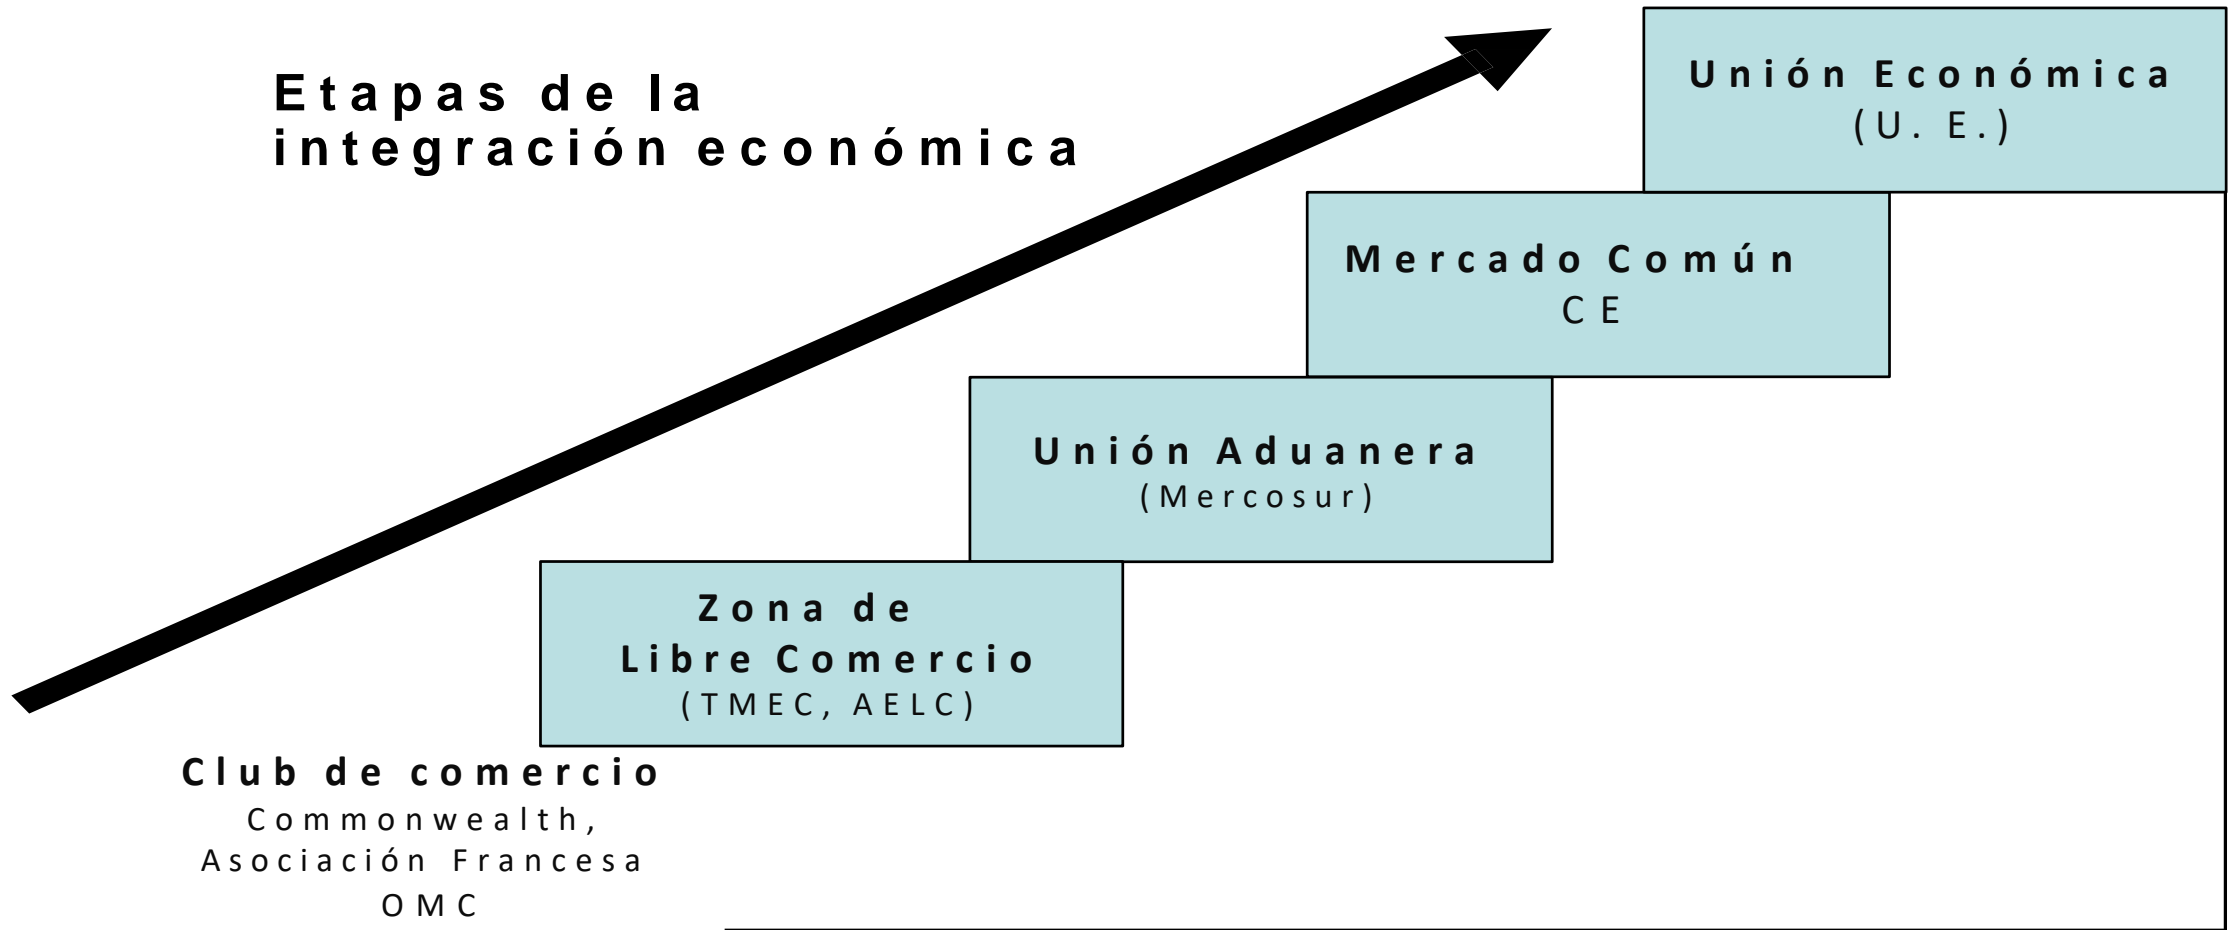 Etapas de la
integración económica
Unión Económica
(U. E.)
Mercado Común
CE
Unión Aduanera
(Mercosur)
Zona de
Libre Comercio
(TMEC, AELC)
Club de comercio
Commonwealth,
Asociación Francesa
OMC